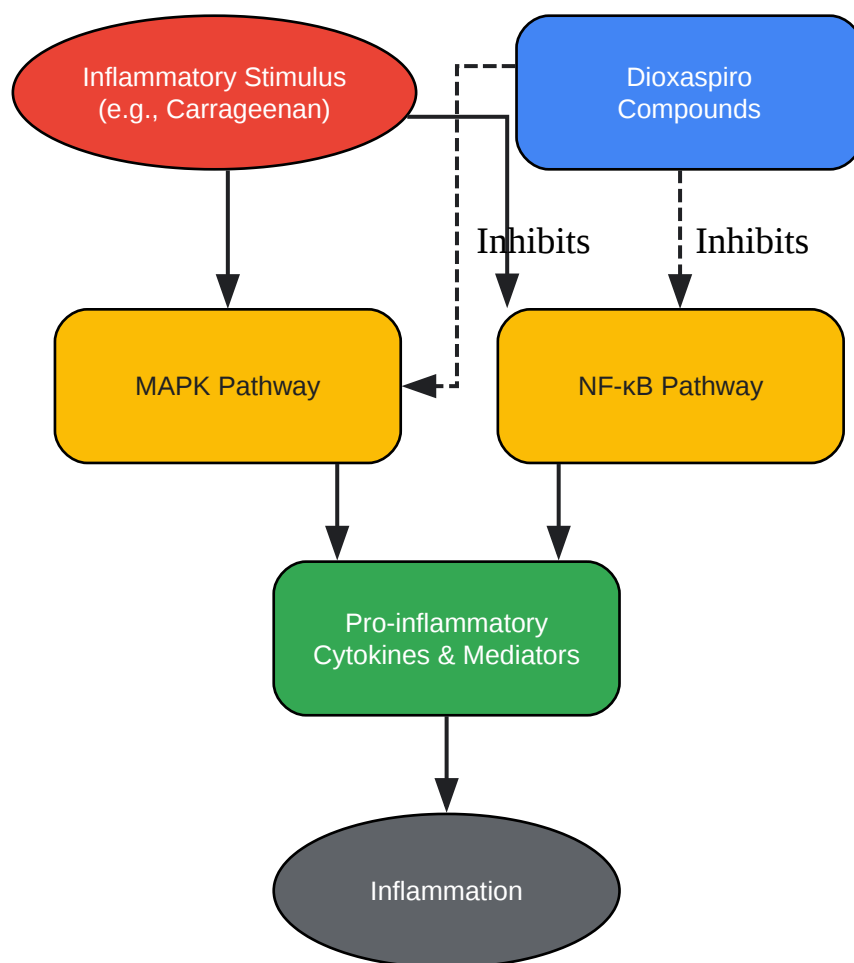 Inflammatory Stimulus
(e.g., Carrageenan)
Dioxaspiro
Compounds
Inhibits
Inhibits
MAPK Pathway
NF-κB Pathway
Pro-inflammatory
Cytokines & Mediators
Inflammation